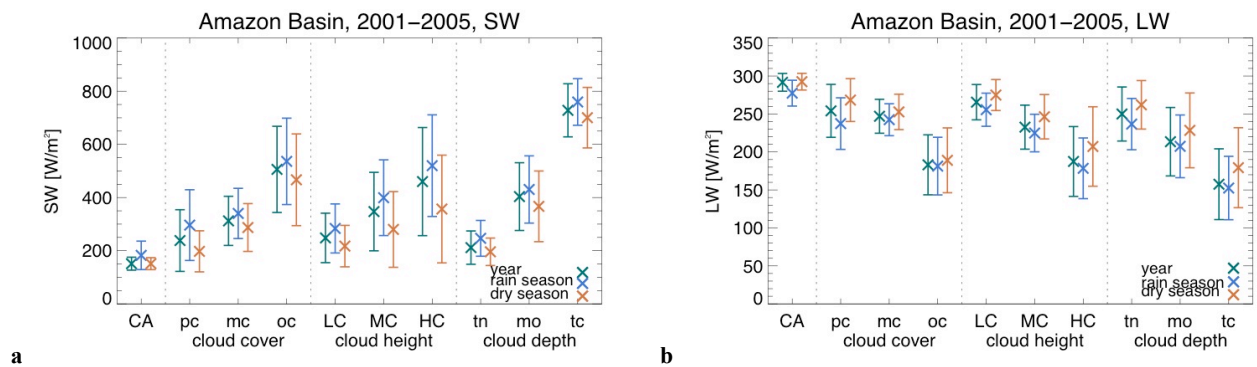 Amazon Basin, 2001–2005, SW
SW [W/m²]
1000
800
600
400
200
0
year
rain season
dry season
CA pc mc oc LC MC HC tn mo tc
cloud cover cloud height cloud depth
a
Amazon Basin, 2001–2005, LW
LW [W/m²]
350
300
250
200
150
100
50
0
year
rain season
dry season
CA pc mc oc LC MC HC tn mo tc
cloud cover cloud height cloud depth
b